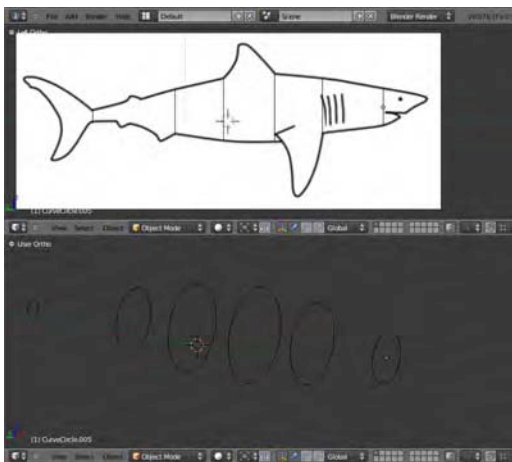 File Add Render Help Default Scene Blender Render
Left Ortho
(1) CurveCircle.005
View Select Object Object Mode Global
User Ortho
(1) CurveCircle.005
View Select Object Object Mode Global